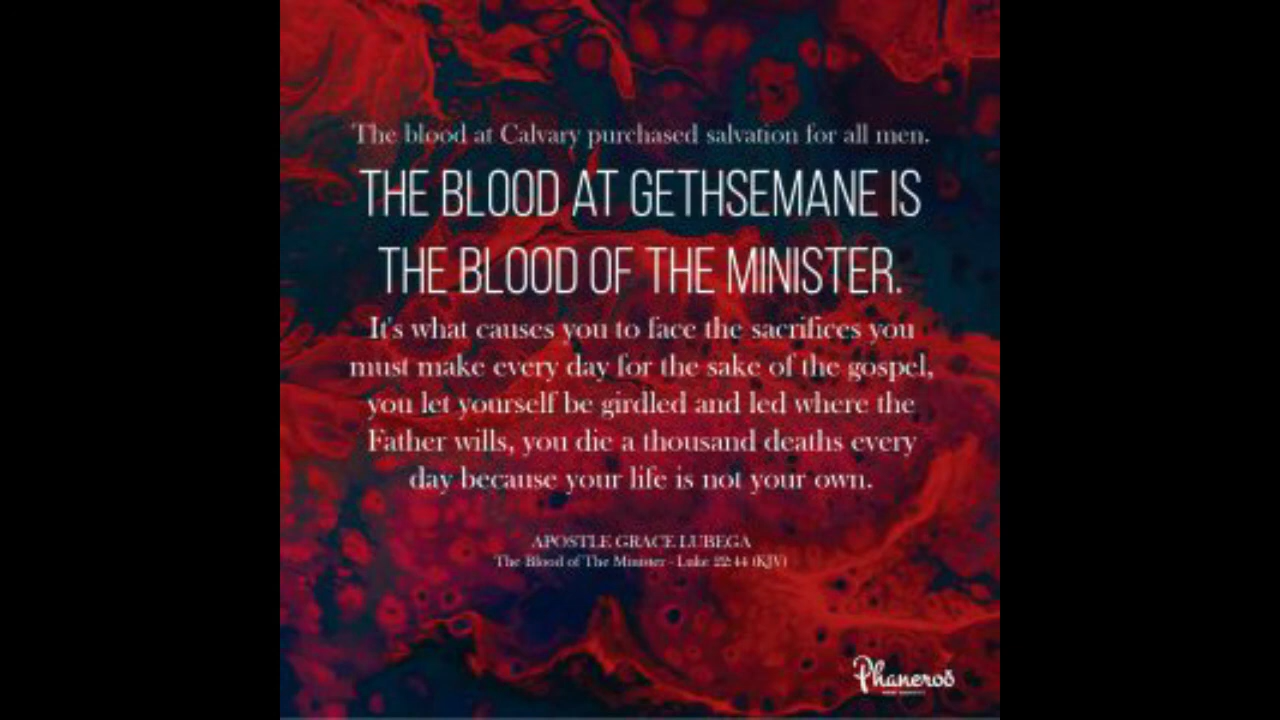 The blood at Calvary purchased salvation for all men.
THE BLOOD AT GETHSEMANE IS
THE BLOOD OF THE MINISTER.
It's what causes you to face the sacrifices you
must make every day for the sake of the gospel,
you let yourself be girdled and led where the
Father wills, you die a thousand deaths every
day because your life is not your own.
APOSTLE GRACE LUBEGA
The Blood of The Minister - Luke 22:44 (KJV)
Phaneroo